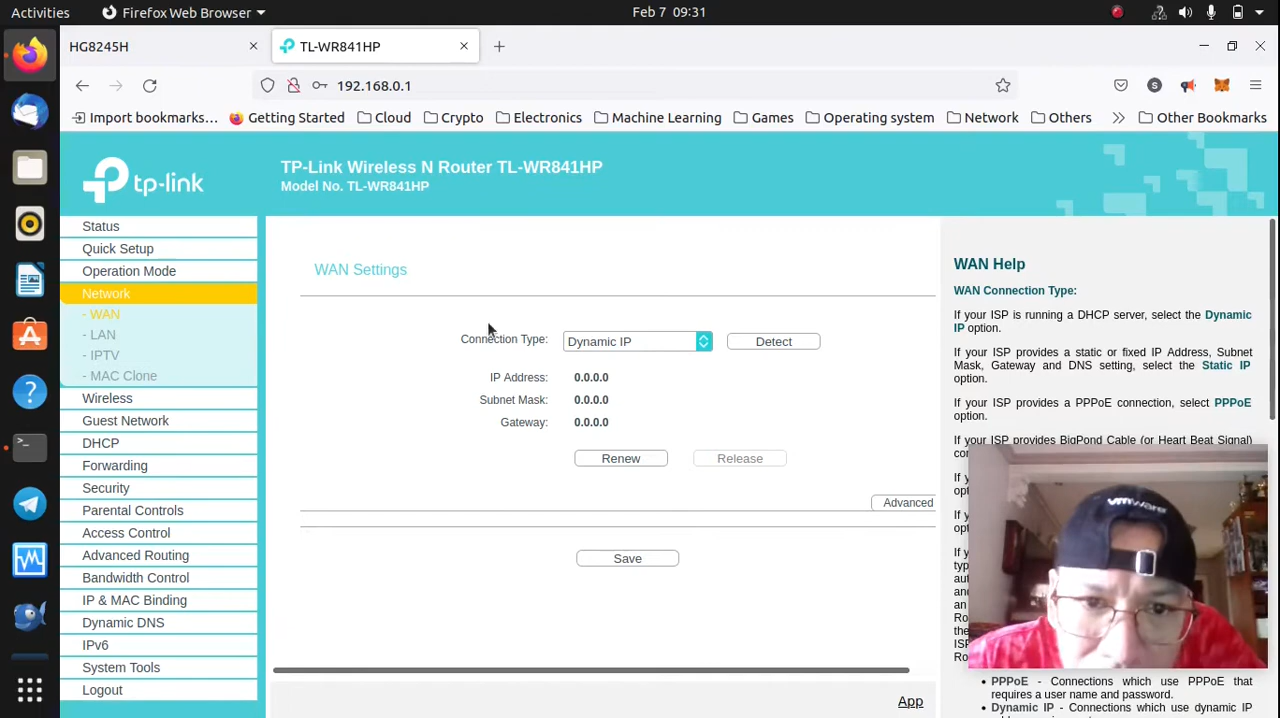 Activities
Firefox Web Browser
Feb 7 09:31
HG8245H
TL-WR841HP
192.168.0.1
S
Import bookmarks...
Getting Started
Cloud
Crypto
Electronics
Machine Learning
Games
Operating system
Network
Others
Other Bookmarks
tp-link
TP-Link Wireless N Router TL-WR841HP
Model No. TL-WR841HP
Status
Quick Setup
Operation Mode
Network
- WAN
- LAN
- IPTV
- MAC Clone
Wireless
Guest Network
DHCP
Forwarding
Security
Parental Controls
Access Control
Advanced Routing
Bandwidth Control
IP & MAC Binding
Dynamic DNS
IPv6
System Tools
Logout
WAN Settings
Connection Type:
Dynamic IP
Detect
IP Address:
0.0.0.0
Subnet Mask:
0.0.0.0
Gateway:
0.0.0.0
Renew
Release
Advanced
Save
App
WAN Help
WAN Connection Type:
If your ISP is running a DHCP server, select the Dynamic
IP option.
If your ISP provides a static or fixed IP Address, Subnet
Mask, Gateway and DNS setting, select the Static IP
option.
If your ISP provides a PPPoE connection, select PPPoE
option.
If your ISP provides BigPond Cable (or Heart Beat Signal)
vmware
• PPPoE - Connections which use PPPoE that
requires a user name and password.
• Dynamic IP - Connections which use dynamic IP